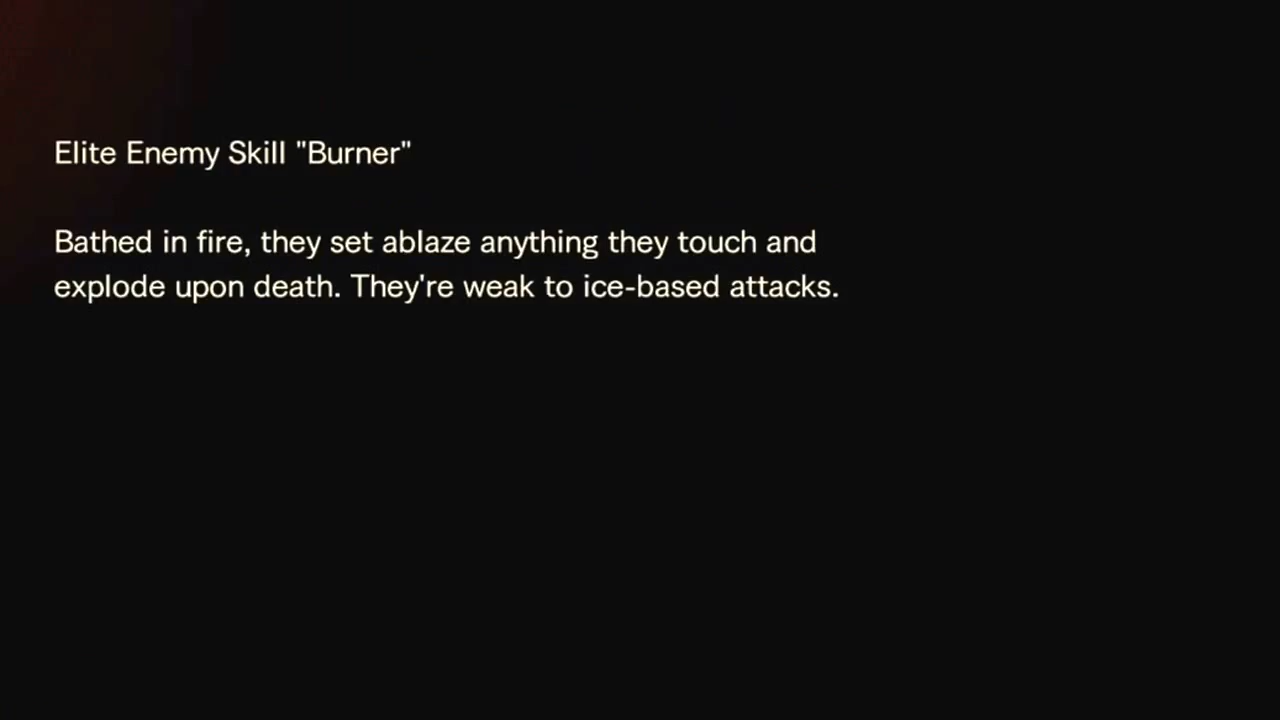 Elite Enemy Skill "Burner"
Bathed in fire, they set ablaze anything they touch and
explode upon death. They're weak to ice-based attacks.